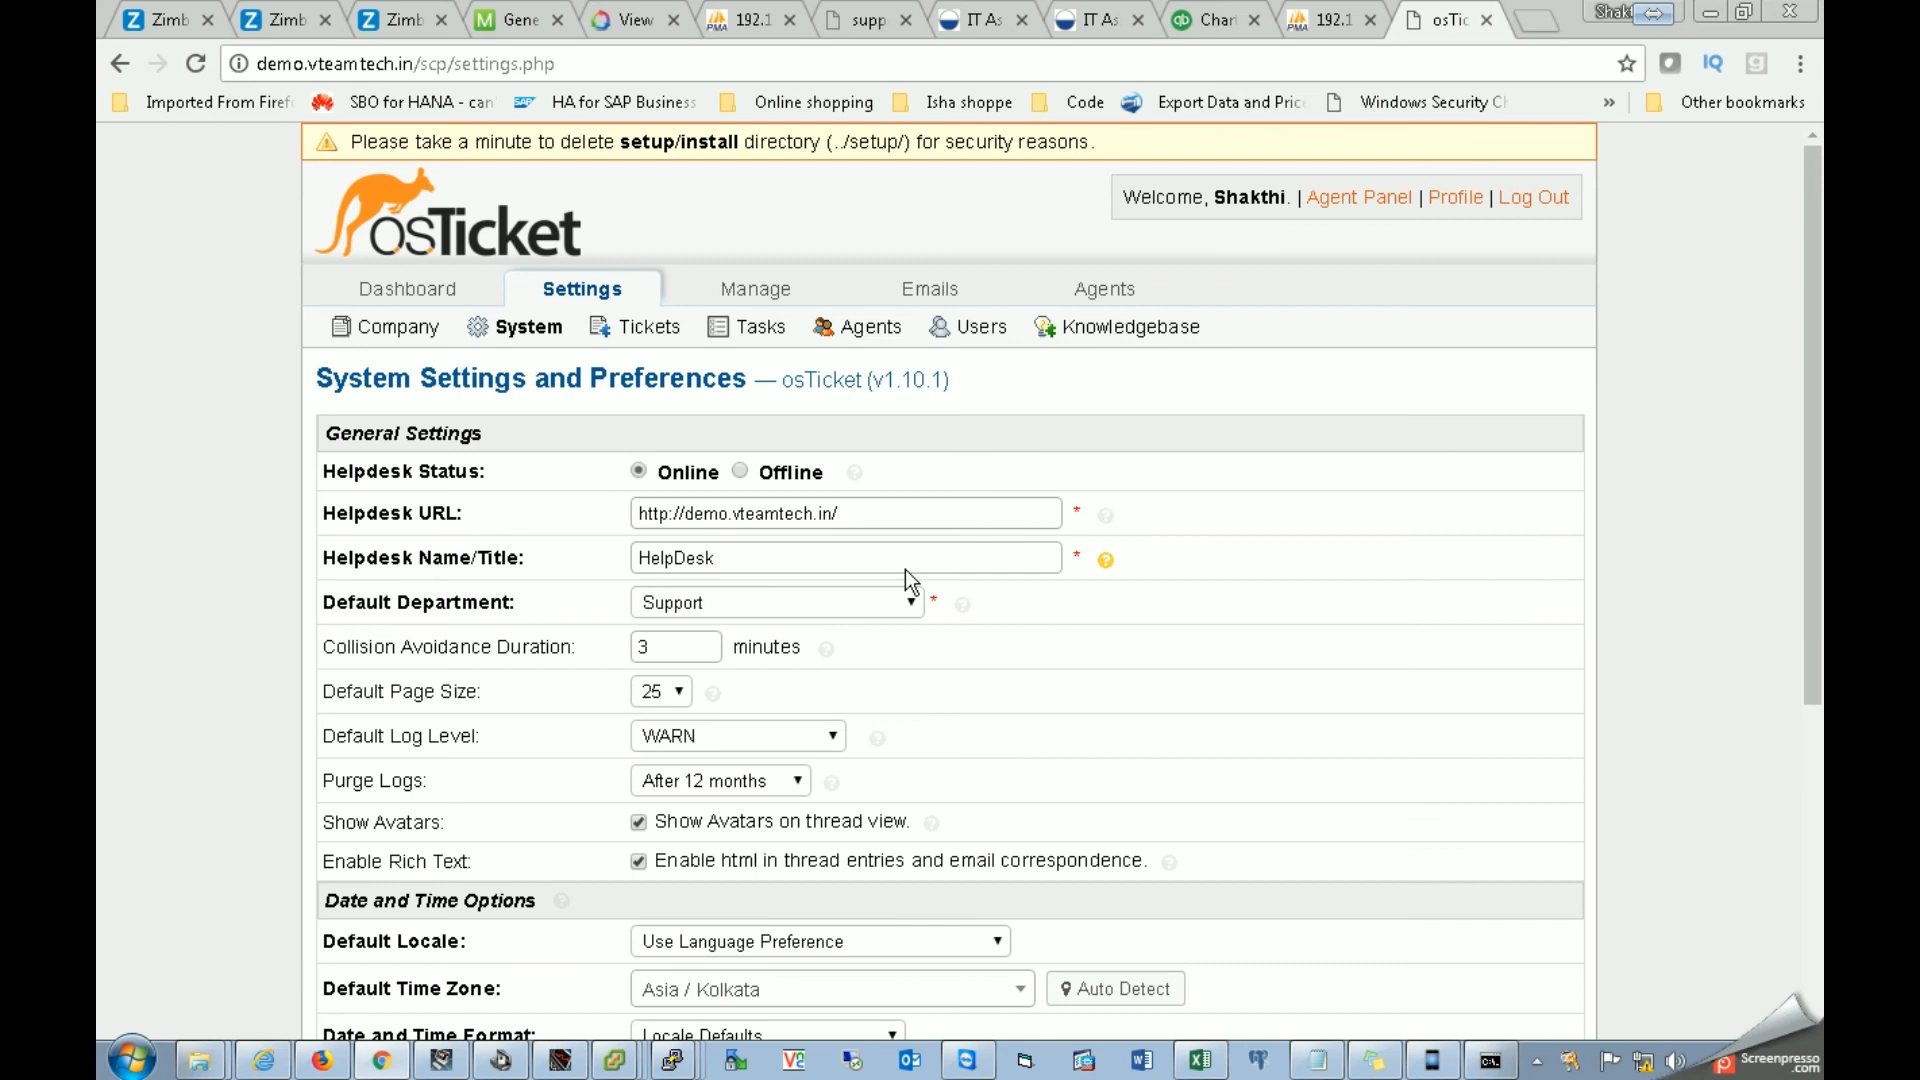 Zimb
Zimb
Zimb
Gene
View
192.1
supp
IT As
IT As
Char
192.1
osTic
Shak
demo.vteamtech.in/scp/settings.php
Imported From Firef
SBO for HANA - can
HA for SAP Business
Online shopping
Isha shoppe
Code
Export Data and Pric
Windows Security Ch
Other bookmarks
Please take a minute to delete setup/install directory (../setup/) for security reasons.
osTicket
Welcome, Shakthi. | Agent Panel | Profile | Log Out
Dashboard
Settings
Manage
Emails
Agents
Company
System
Tickets
Tasks
Agents
Users
Knowledgebase
System Settings and Preferences — osTicket (v1.10.1)
General Settings
Helpdesk Status: Online Offline
Helpdesk URL: http://demo.vteamtech.in/ *
Helpdesk Name/Title: HelpDesk *
Default Department: Support *
Collision Avoidance Duration: 3 minutes
Default Page Size: 25
Default Log Level: WARN
Purge Logs: After 12 months
Show Avatars: Show Avatars on thread view.
Enable Rich Text: Enable html in thread entries and email correspondence.
Date and Time Options
Default Locale: Use Language Preference
Default Time Zone: Asia / Kolkata Auto Detect
Date and Time Format: Locale Defaults
Screenpresso
.com